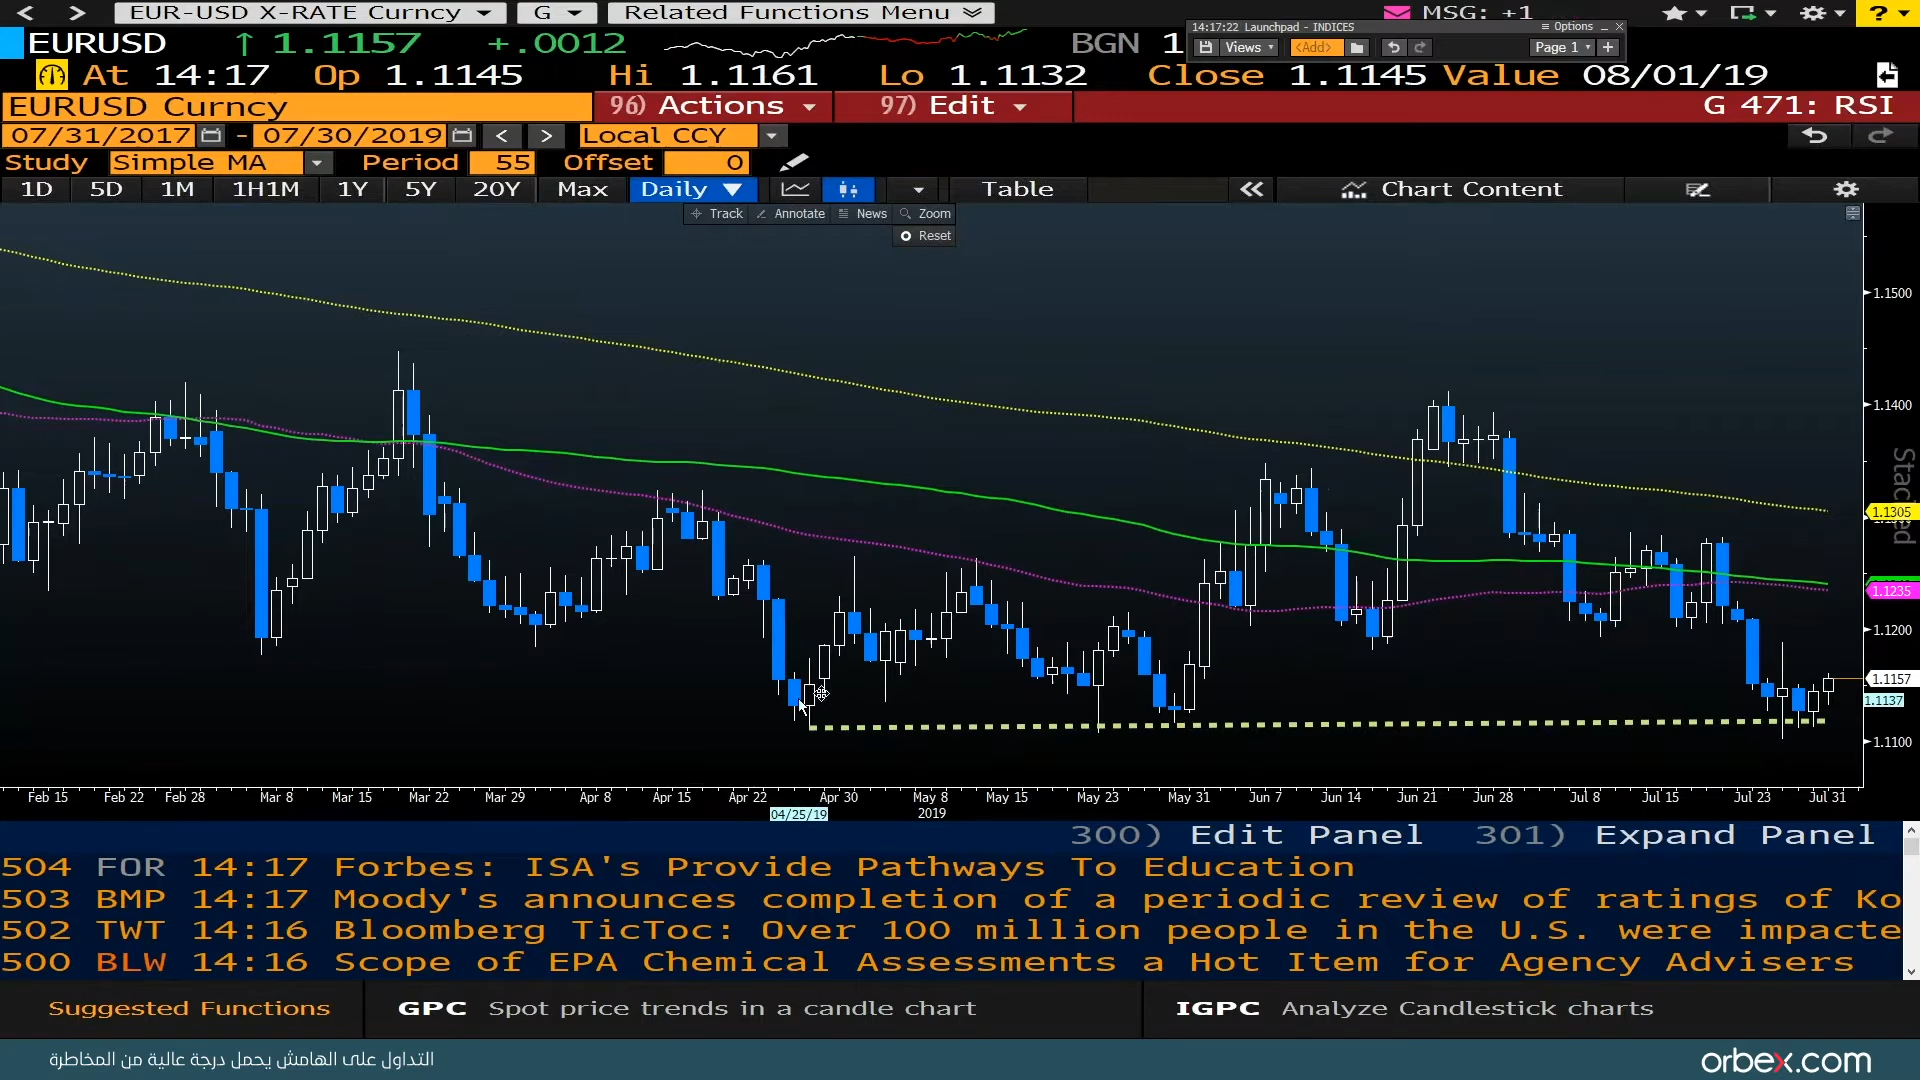 EUR-USD X-RATE Curncy G Related Functions Menu MSG: +1 ?
14:17:22 Launchpad - INDICES Options
Views <Add> Page 1 +
EURUSD ↑ 1.1157 +.0012 BGN 1
At 14:17 Op 1.1145 Hi 1.1161 Lo 1.1132 Close 1.1145 Value 08/01/19
EURUSD Curncy 96) Actions 97) Edit G 471: RSI
07/31/2017 - 07/30/2019 < > Local CCY
Study Simple MA Period 55 Offset 0
1D 5D 1M 1H1M 1Y 5Y 20Y Max Daily ▼ Table « Chart Content
Track Annotate News Zoom
Reset
1.1500
1.1400
1.1305
1.1235
1.1200
1.1157
1.1137
1.1100
Feb 15 Feb 22 Feb 28 Mar 8 Mar 15 Mar 22 Mar 29 Apr 8 Apr 15 Apr 22 Apr 30 May 8 May 15 May 23 May 31 Jun 7 Jun 14 Jun 21 Jun 28 Jul 8 Jul 15 Jul 23 Jul 31
04/25/19 2019
300) Edit Panel 301) Expand Panel
504 FOR 14:17 Forbes: ISA's Provide Pathways To Education
503 BMP 14:17 Moody's announces completion of a periodic review of ratings of Ko
502 TWT 14:16 Bloomberg TicToc: Over 100 million people in the U.S. were impacte
500 BLW 14:16 Scope of EPA Chemical Assessments a Hot Item for Agency Advisers
Suggested Functions GPC Spot price trends in a candle chart IGPC Analyze Candlestick charts
التداول على الهامش يحمل درجة عالية من المخاطرة
orbex.com